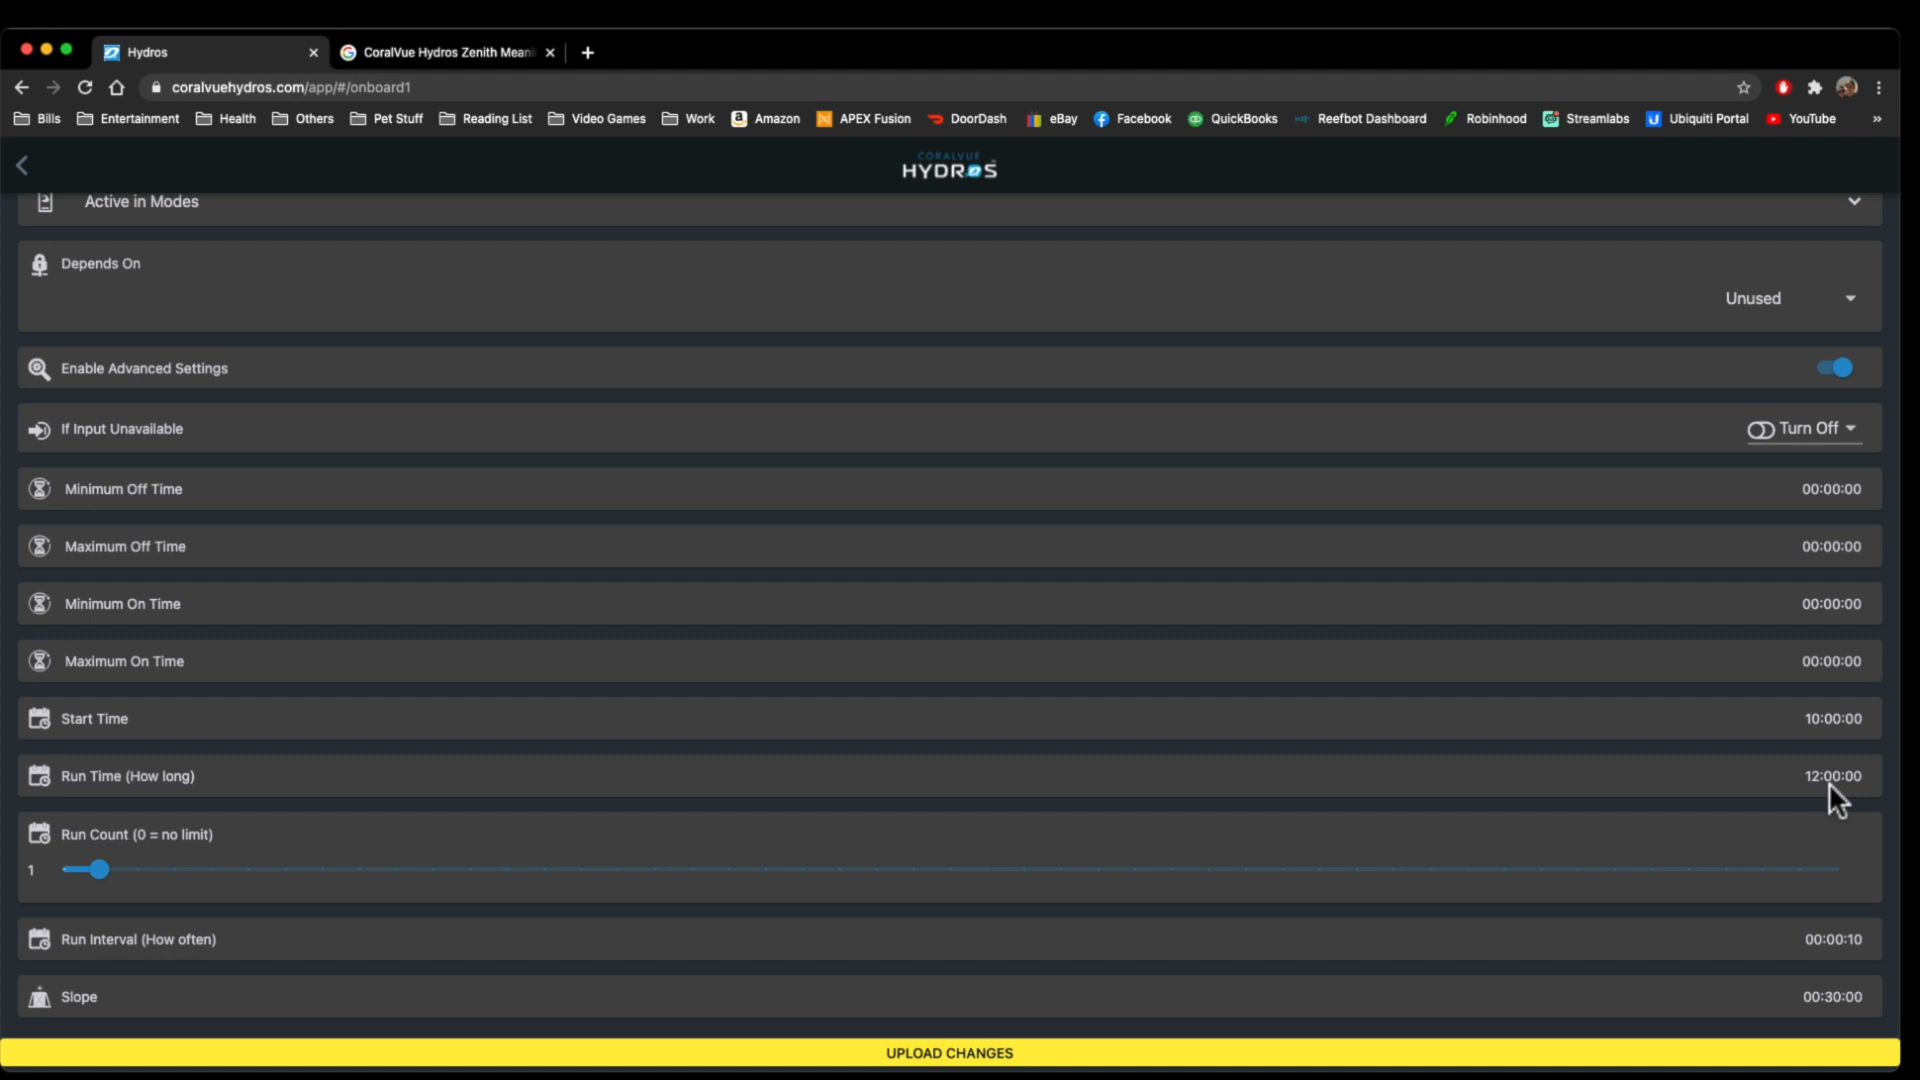 Hydros
CoralVue Hydros Zenith Meani
coralvuehydros.com/app/#/onboard1
Bills Entertainment Health Others Pet Stuff Reading List Video Games Work Amazon APEX Fusion DoorDash eBay Facebook QuickBooks Reefbot Dashboard Robinhood Streamlabs Ubiquiti Portal YouTube »
CORALVUE
HYDROS
Active in Modes
Depends On
Unused
Enable Advanced Settings
If Input Unavailable Turn Off
Minimum Off Time 00:00:00
Maximum Off Time 00:00:00
Minimum On Time 00:00:00
Maximum On Time 00:00:00
Start Time 10:00:00
Run Time (How long) 12:00:00
Run Count (0 = no limit)
1
Run Interval (How often) 00:00:10
Slope 00:30:00
UPLOAD CHANGES